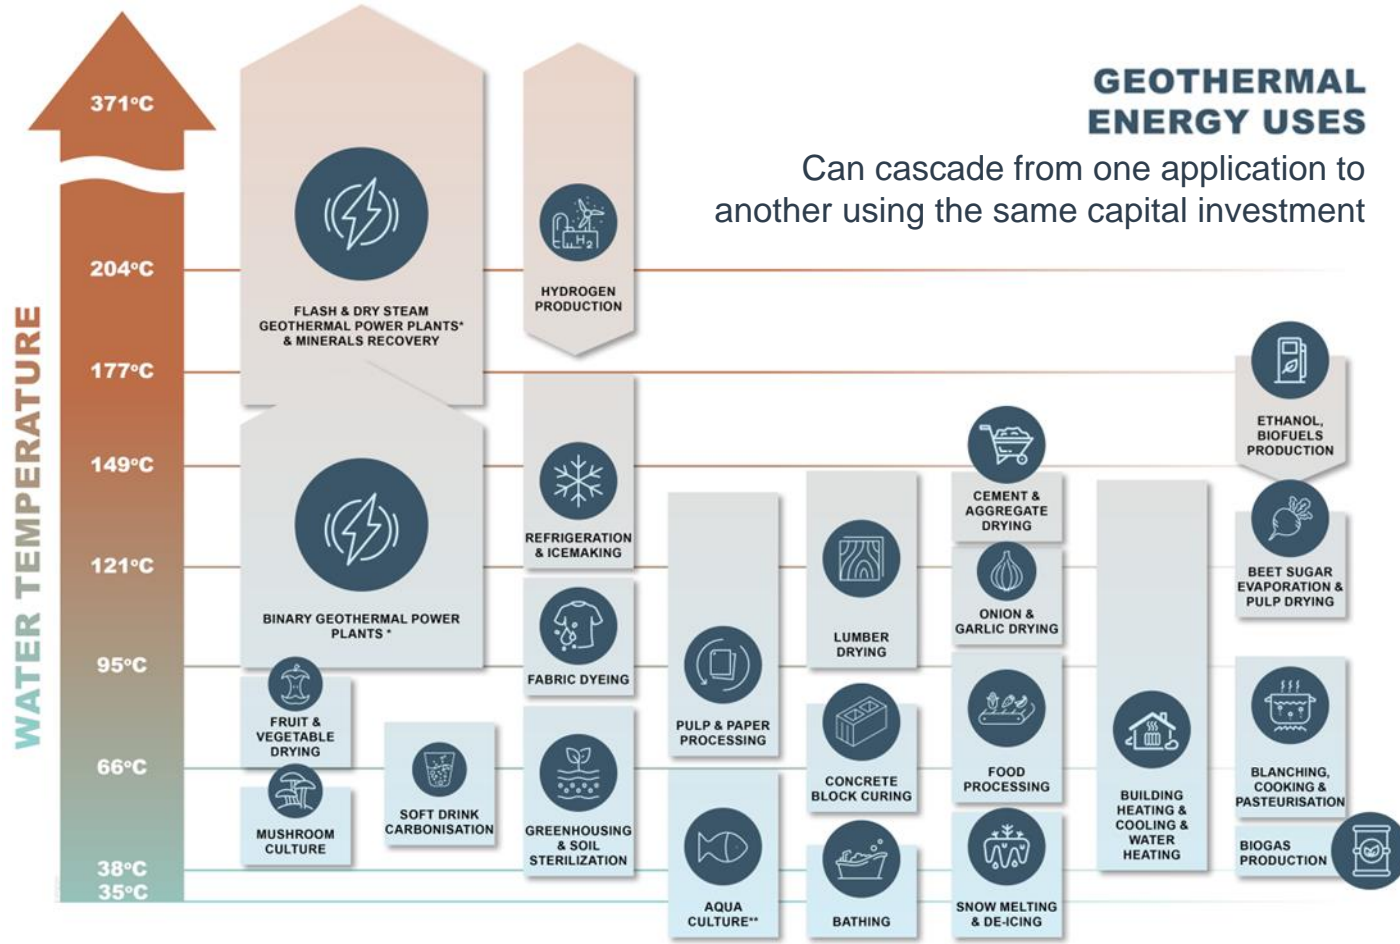 GEOTHERMAL
ENERGY USES
Can cascade from one application to
another using the same capital investment
WATER TEMPERATURE
371°C
204°C
177°C
149°C
121°C
95°C
66°C
38°C
35°C
FLASH & DRY STEAM
GEOTHERMAL POWER PLANTS*
& MINERALS RECOVERY
H2
HYDROGEN
PRODUCTION
BINARY GEOTHERMAL POWER
PLANTS *
REFRIGERATION
& ICEMAKING
FABRIC DYEING
FRUIT &
VEGETABLE
DRYING
MUSHROOM
CULTURE
SOFT DRINK
CARBONISATION
GREENHOUSING
& SOIL
STERILIZATION
PULP & PAPER
PROCESSING
AQUA
CULTURE**
LUMBER
DRYING
CONCRETE
BLOCK CURING
BATHING
CEMENT &
AGGREGATE
DRYING
ONION &
GARLIC DRYING
FOOD
PROCESSING
SNOW MELTING
& DE-ICING
BUILDING
HEATING &
COOLING &
WATER
HEATING
ETHANOL,
BIOFUELS
PRODUCTION
BEET SUGAR
EVAPORATION &
PULP DRYING
BLANCHING,
COOKING &
PASTEURISATION
BIOGAS
PRODUCTION